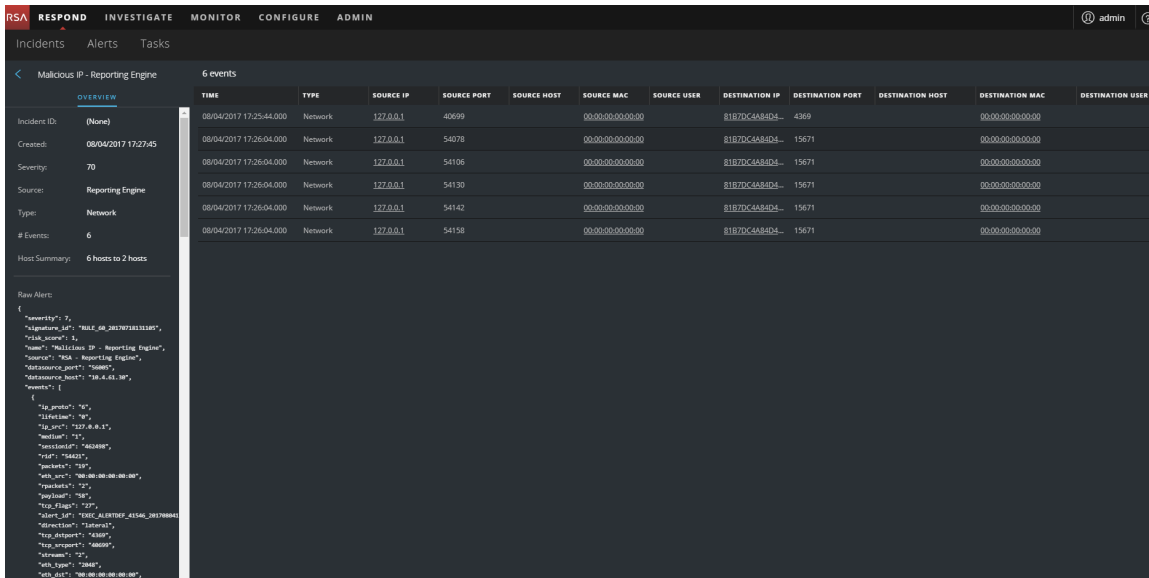 RSA RESPOND INVESTIGATE MONITOR CONFIGURE ADMIN admin
Incidents Alerts Tasks
Malicious IP - Reporting Engine
OVERVIEW
Incident ID: (None)
Created: 08/04/2017 17:27:45
Severity: 70
Source: Reporting Engine
Type: Network
# Events: 6
Host Summary: 6 hosts to 2 hosts
Raw Alert:
{
"severity": 7,
"signature_id": "RULE_60_20170718131105",
"risk_score": 1,
"name": "Malicious IP - Reporting Engine",
"source": "RSA - Reporting Engine",
"datasource_port": "56005",
"datasource_host": "10.4.61.30",
"events": [
{
"ip_proto": "6",
"lifetime": "0",
"ip_src": "127.0.0.1",
"medium": "1",
"sessionid": "462498",
"rid": "54421",
"packets": "19",
"eth_src": "00:00:00:00:00:00",
"rpackets": "2",
"payload": "58",
"tcp_flags": "27",
"alert_id": "EXEC_ALERTDEF_41546_201708041
"direction": "lateral",
"tcp_dstport": "4369",
"tcp_srcport": "40699",
"streams": "2",
"eth_type": "2048",
"eth_dst": "00:00:00:00:00:00",
6 events
TIME TYPE SOURCE IP SOURCE PORT SOURCE HOST SOURCE MAC SOURCE USER DESTINATION IP DESTINATION PORT DESTINATION HOST DESTINATION MAC DESTINATION USER
08/04/2017 17:25:44.000 Network 127.0.0.1 40699 00:00:00:00:00:00 81B7DC4A84D4... 4369 00:00:00:00:00:00
08/04/2017 17:26:04.000 Network 127.0.0.1 54078 00:00:00:00:00:00 81B7DC4A84D4... 15671 00:00:00:00:00:00
08/04/2017 17:26:04.000 Network 127.0.0.1 54106 00:00:00:00:00:00 81B7DC4A84D4... 15671 00:00:00:00:00:00
08/04/2017 17:26:04.000 Network 127.0.0.1 54130 00:00:00:00:00:00 81B7DC4A84D4... 15671 00:00:00:00:00:00
08/04/2017 17:26:04.000 Network 127.0.0.1 54142 00:00:00:00:00:00 81B7DC4A84D4... 15671 00:00:00:00:00:00
08/04/2017 17:26:04.000 Network 127.0.0.1 54158 00:00:00:00:00:00 81B7DC4A84D4... 15671 00:00:00:00:00:00